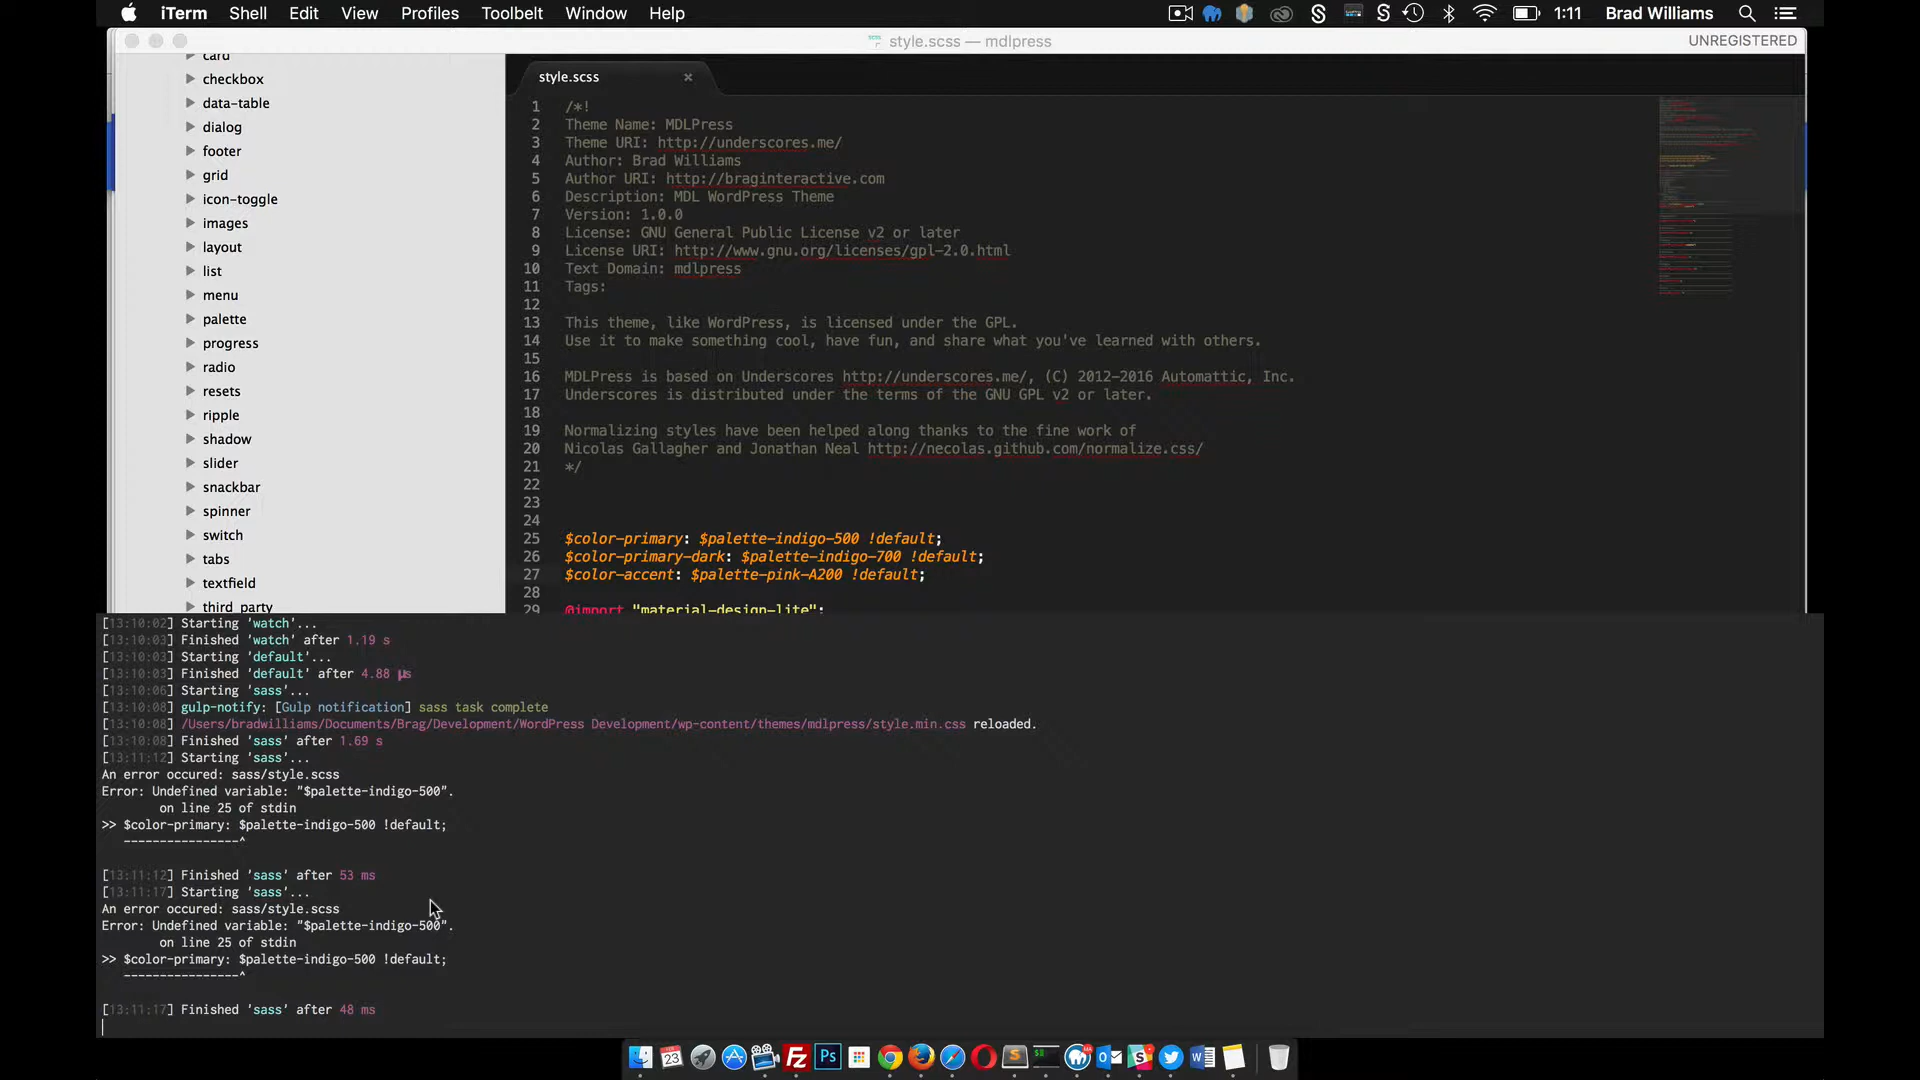 iTerm Shell Edit View Profiles Toolbelt Window Help 1:11 Brad Williams
style.scss — mdlpress UNREGISTERED
card
checkbox
data-table
dialog
footer
grid
icon-toggle
images
layout
list
menu
palette
progress
radio
resets
ripple
shadow
slider
snackbar
spinner
switch
tabs
textfield
third_party
style.scss ×
1 /*!
2 Theme Name: MDLPress
3 Theme URI: http://underscores.me/
4 Author: Brad Williams
5 Author URI: http://braginteractive.com
6 Description: MDL WordPress Theme
7 Version: 1.0.0
8 License: GNU General Public License v2 or later
9 License URI: http://www.gnu.org/licenses/gpl-2.0.html
10 Text Domain: mdlpress
11 Tags:
12
13 This theme, like WordPress, is licensed under the GPL.
14 Use it to make something cool, have fun, and share what you've learned with others.
15
16 MDLPress is based on Underscores http://underscores.me/, (C) 2012-2016 Automattic, Inc.
17 Underscores is distributed under the terms of the GNU GPL v2 or later.
18
19 Normalizing styles have been helped along thanks to the fine work of
20 Nicolas Gallagher and Jonathan Neal http://necolas.github.com/normalize.css/
21 */
22
23
24
25 $color-primary: $palette-indigo-500 !default;
26 $color-primary-dark: $palette-indigo-700 !default;
27 $color-accent: $palette-pink-A200 !default;
28
29 @import "material-design-lite";
[13:10:02] Starting 'watch'...
[13:10:03] Finished 'watch' after 1.19 s
[13:10:03] Starting 'default'...
[13:10:03] Finished 'default' after 4.88 μs
[13:10:06] Starting 'sass'...
[13:10:08] gulp-notify: [Gulp notification] sass task complete
[13:10:08] /Users/bradwilliams/Documents/Brag/Development/WordPress Development/wp-content/themes/mdlpress/style.min.css reloaded.
[13:10:08] Finished 'sass' after 1.69 s
[13:11:12] Starting 'sass'...
An error occured: sass/style.scss
Error: Undefined variable: "$palette-indigo-500".
on line 25 of stdin
>> $color-primary: $palette-indigo-500 !default;
----------------^
[13:11:12] Finished 'sass' after 53 ms
[13:11:17] Starting 'sass'...
An error occured: sass/style.scss
Error: Undefined variable: "$palette-indigo-500".
on line 25 of stdin
>> $color-primary: $palette-indigo-500 !default;
----------------^
[13:11:17] Finished 'sass' after 48 ms
23
Ps